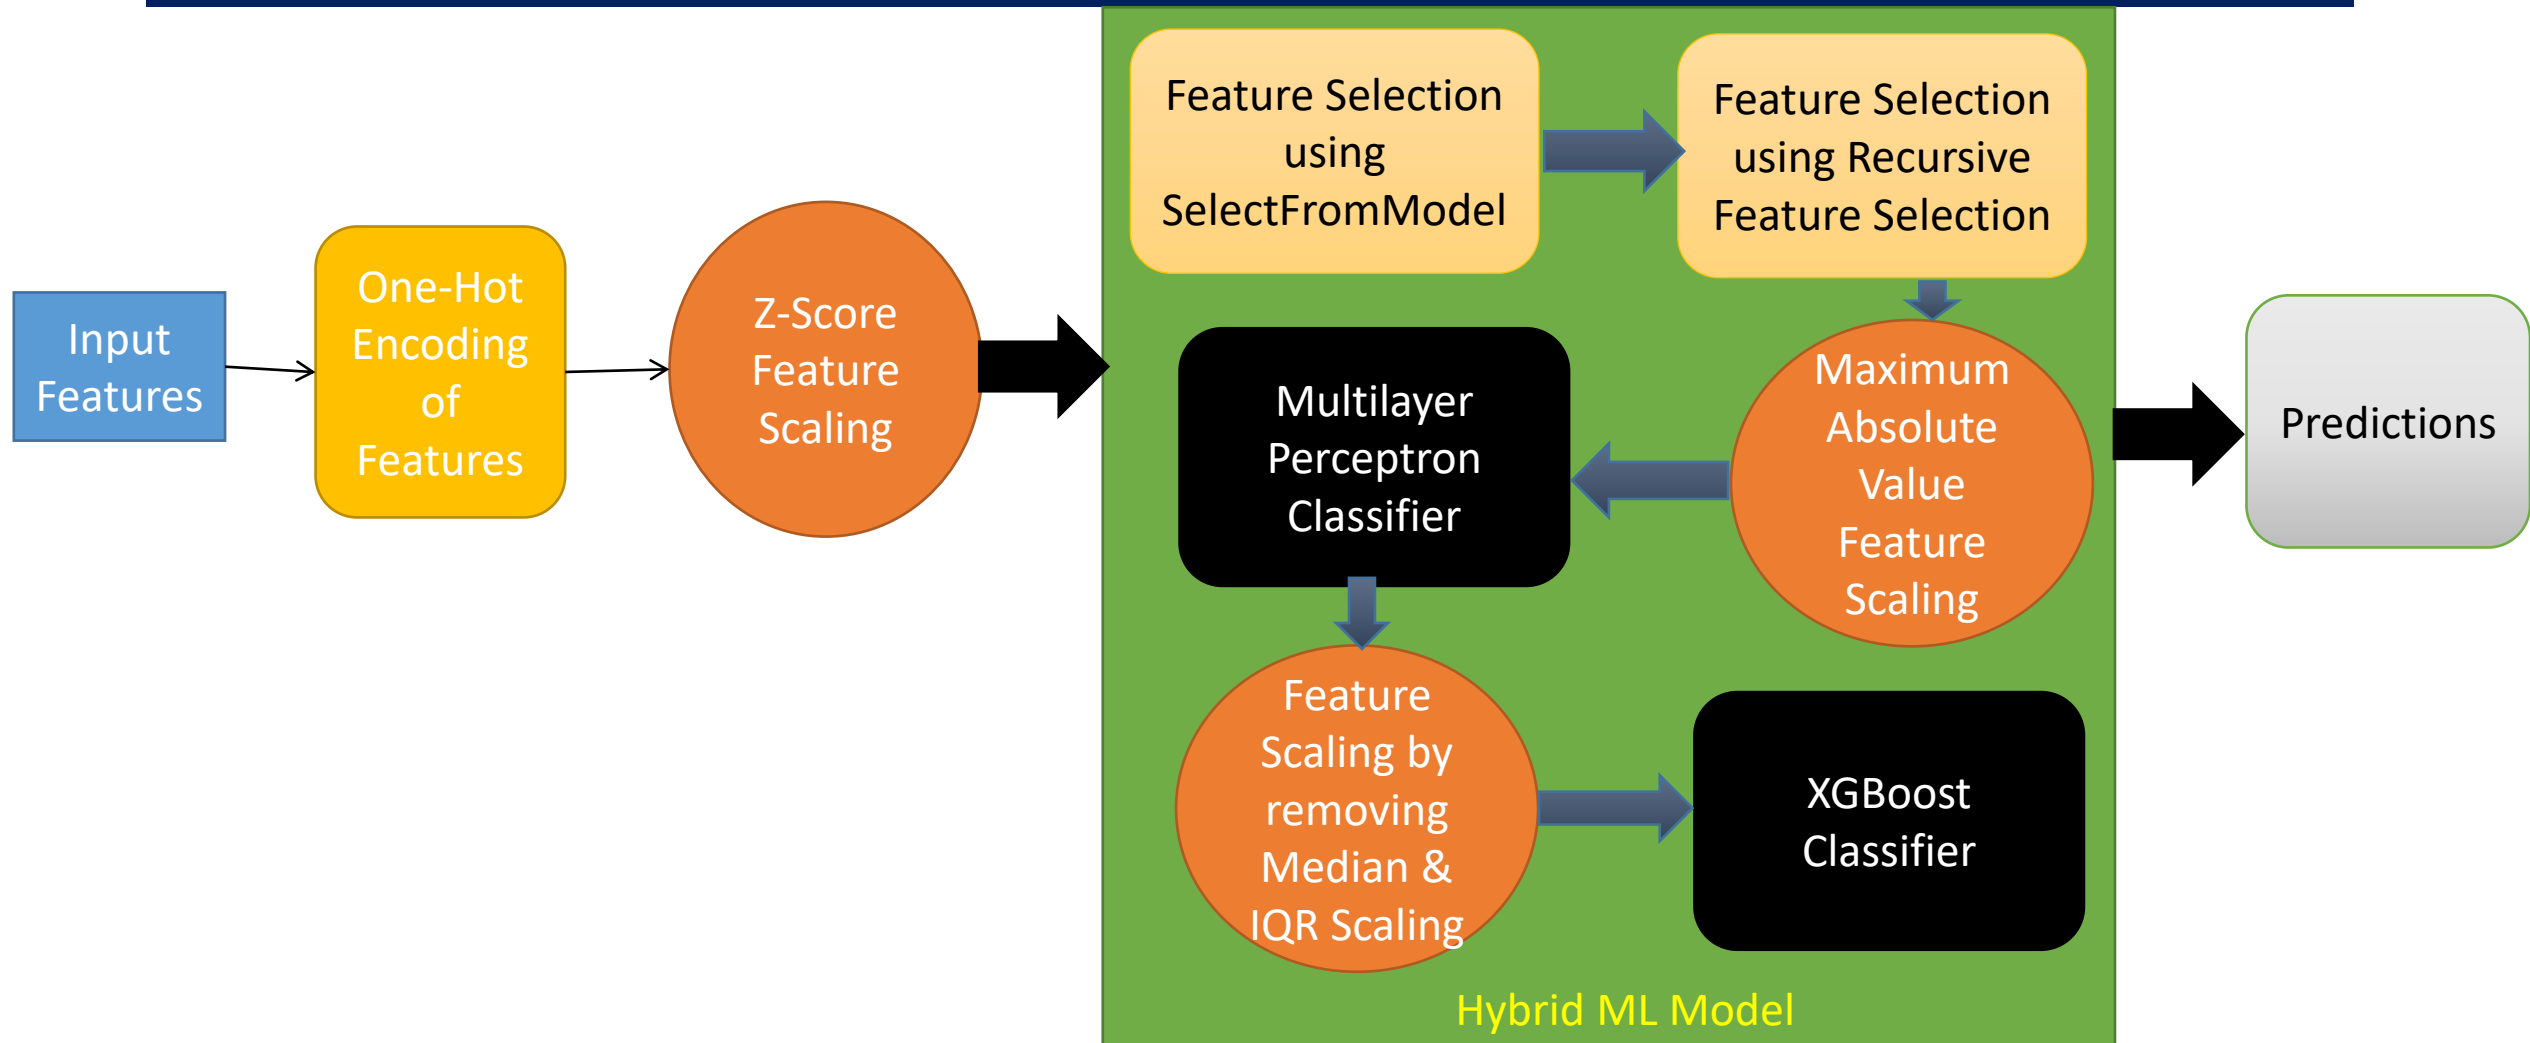 Input
Features
One-Hot
Encoding
of
Features
Z-Score
Feature
Scaling
Feature Selection
using
SelectFromModel
Feature Selection
using Recursive
Feature Selection
Maximum
Absolute
Value
Feature
Scaling
Multilayer
Perceptron
Classifier
Feature
Scaling by
removing
Median &
IQR Scaling
XGBoost
Classifier
Hybrid ML Model
Predictions